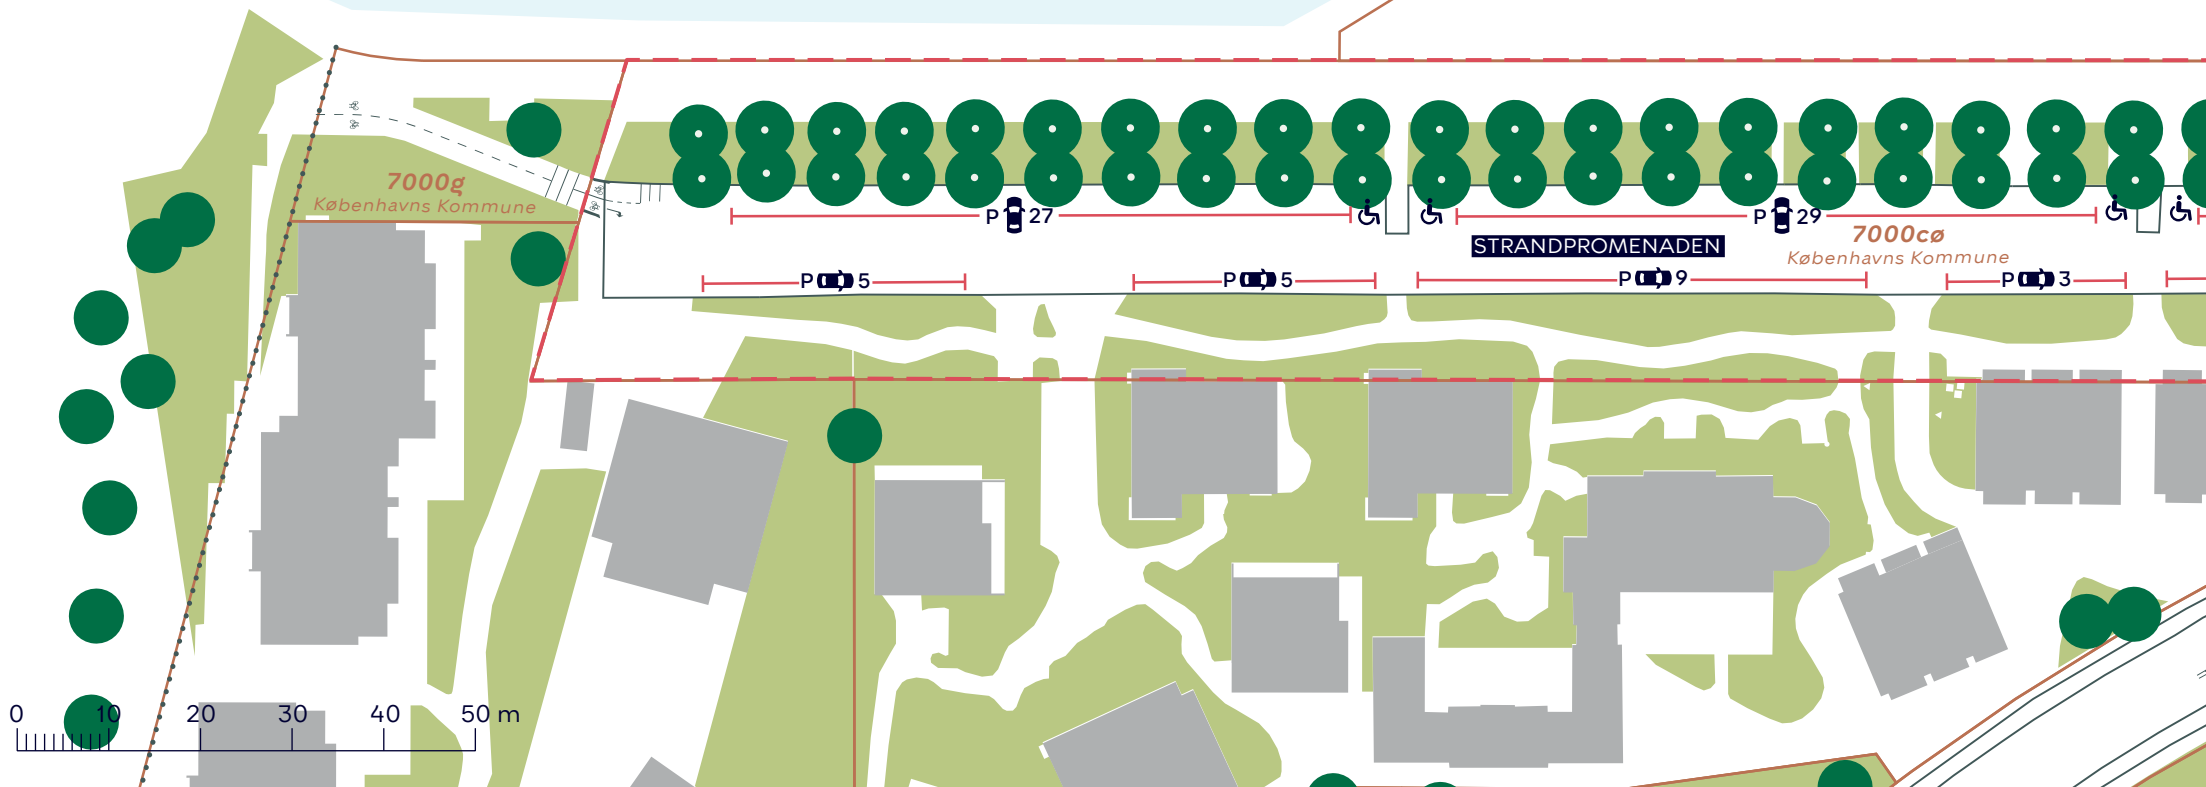 7000g
Københavns Kommune
P 27
P 29
STRANDPROMENADEN
7000cø
Københavns Kommune
P 5
P 5
P 9
P 3
0 10 20 30 40 50 m